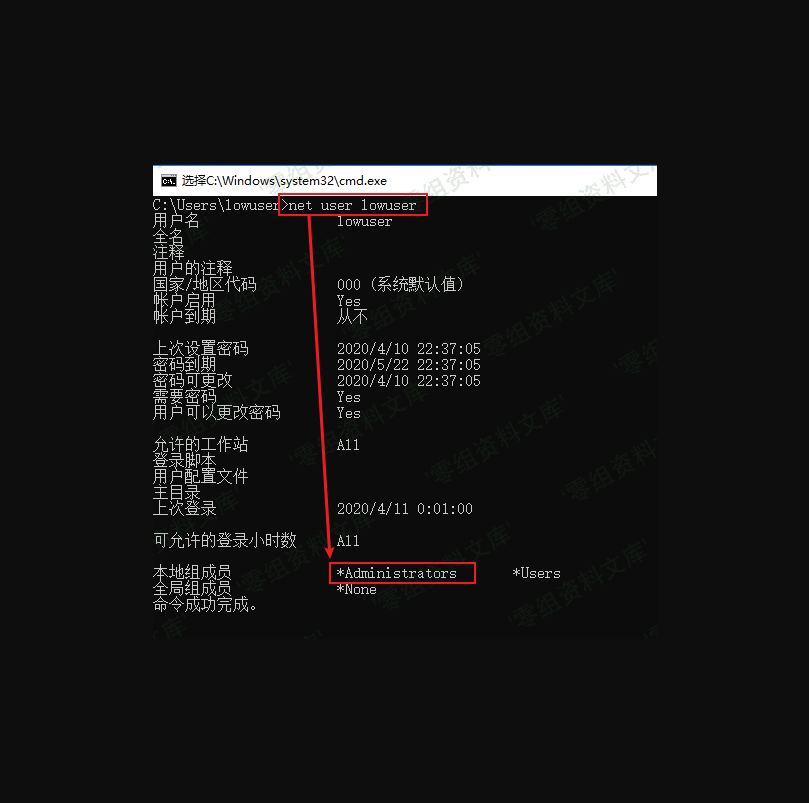 选择C:\Windows\system32\cmd.exe
C:\Users\lowuser>net user lowuser
用户名 lowuser
全名
注释
用户的注释
国家/地区代码 000 (系统默认值)
帐户启用 Yes
帐户到期 从不
上次设置密码 2020/4/10 22:37:05
密码到期 2020/5/22 22:37:05
密码可更改 2020/4/10 22:37:05
需要密码 Yes
用户可以更改密码 Yes
允许的工作站 All
登录脚本
用户配置文件
主目录
上次登录 2020/4/11 0:01:00
可允许的登录小时数 All
本地组成员 *Administrators *Users
全局组成员 *None
命令成功完成。
'零组资料文库'